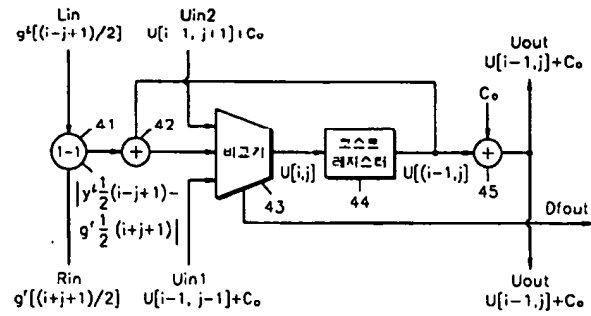 Lin
g^L[(i-j+1)/2]
Uin2
U[i-1, j+1]+C₀
Uout
U[i-1,j]+C₀
41
42
C₀
|-|
+
비교기
코스트
레지스터
+
U[i,j]
U[(i-1,j]
43
44
45
|y^L ½(i-j+1)-
g^r ½(i+j+1)|
Dfout
Rin
g^r[(i+j+1)/2]
Uin1
U[i-1, j-1]+C₀
Uout
U[i-1,j]+C₀